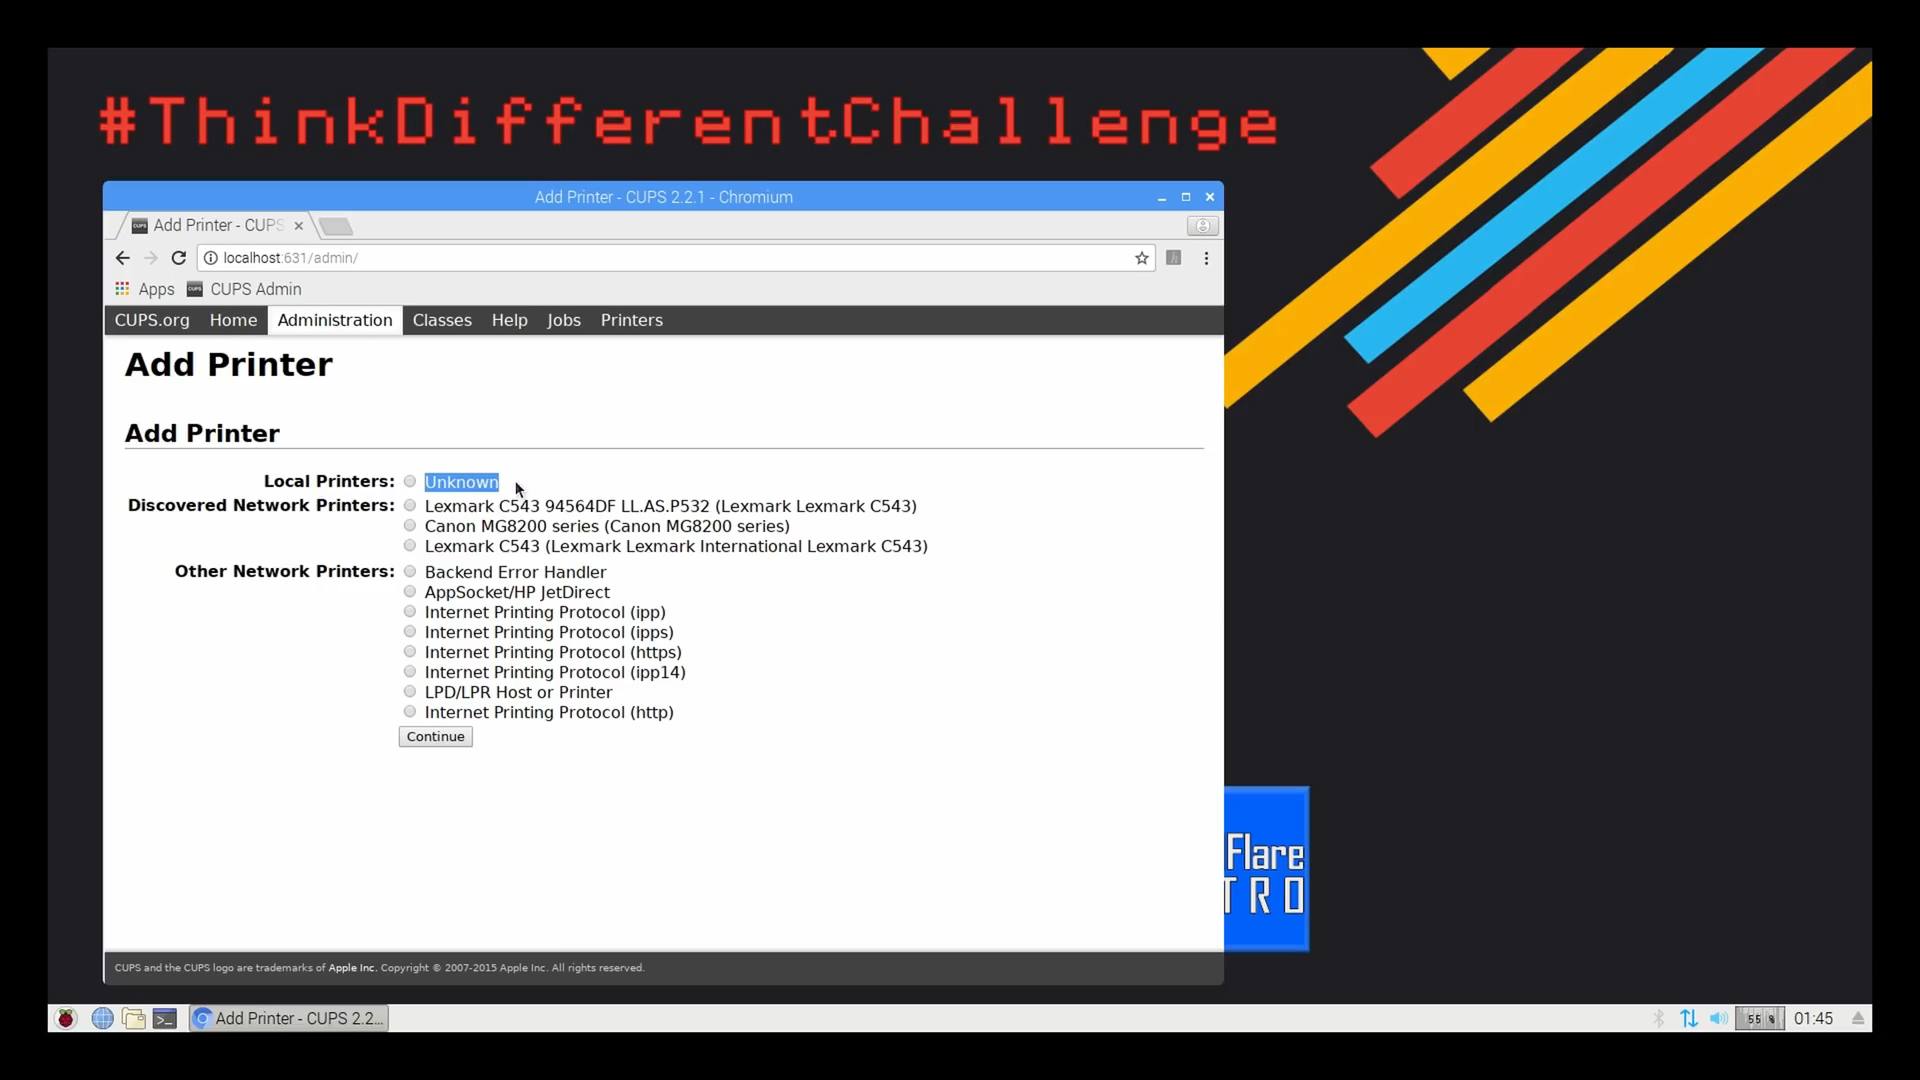 #ThinkDifferentChallenge
Add Printer - CUPS 2.2.1 - Chromium
Add Printer - CUPS
localhost:631/admin/
Apps CUPS Admin
CUPS.org Home Administration Classes Help Jobs Printers
Add Printer
Add Printer
Local Printers: Unknown
Discovered Network Printers: Lexmark C543 94564DF LL.AS.P532 (Lexmark Lexmark C543)
Canon MG8200 series (Canon MG8200 series)
Lexmark C543 (Lexmark Lexmark International Lexmark C543)
Other Network Printers: Backend Error Handler
AppSocket/HP JetDirect
Internet Printing Protocol (ipp)
Internet Printing Protocol (ipps)
Internet Printing Protocol (https)
Internet Printing Protocol (ipp14)
LPD/LPR Host or Printer
Internet Printing Protocol (http)
Continue
Flare
TRO
CUPS and the CUPS logo are trademarks of Apple Inc. Copyright © 2007-2015 Apple Inc. All rights reserved.
Add Printer - CUPS 2.2... 55 % 01:45